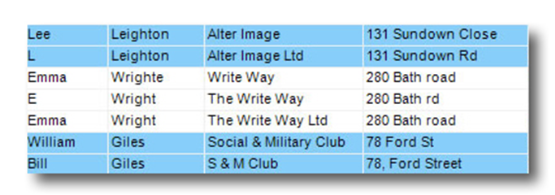 Lee Leighton Alter Image 131 Sundown Close
L Leighton Alter Image Ltd 131 Sundown Rd
Emma Wrighte Write Way 280 Bath road
E Wright The Write Way 280 Bath rd
Emma Wright The Write Way Ltd 280 Bath road
William Giles Social & Military Club 78 Ford St
Bill Giles S & M Club 78, Ford Street